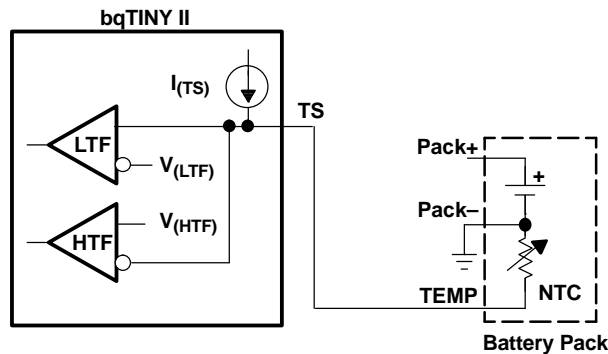 bqTINY II
I(TS)
TS
LTF
V(LTF)
Pack+
+
V(HTF)
Pack–
HTF
TEMP
NTC
Battery Pack